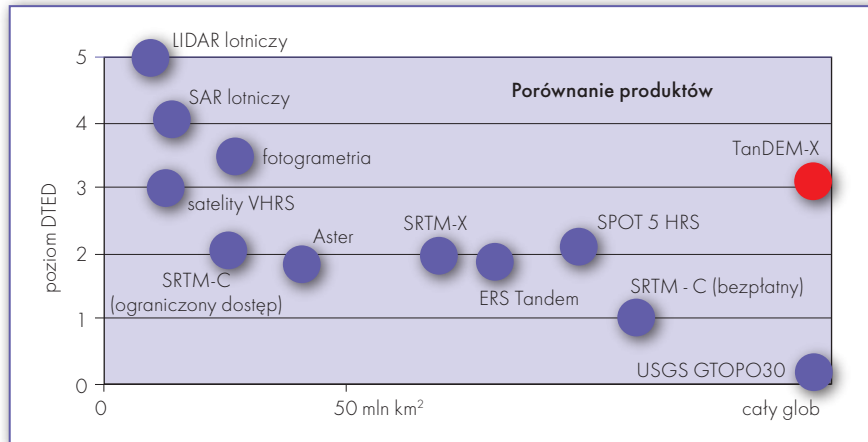 LIDAR lotniczy
5
SAR lotniczy
Porównanie produktów
4
fotogrametria
TanDEM-X
3
satelity VHRS
poziom DTED
SRTM-X
SPOT 5 HRS
Aster
2
SRTM-C
(ograniczony dostęp)
ERS Tandem
SRTM - C (bezpłatny)
1
USGS GTOPO30
0
0
50 mln km²
cały glob